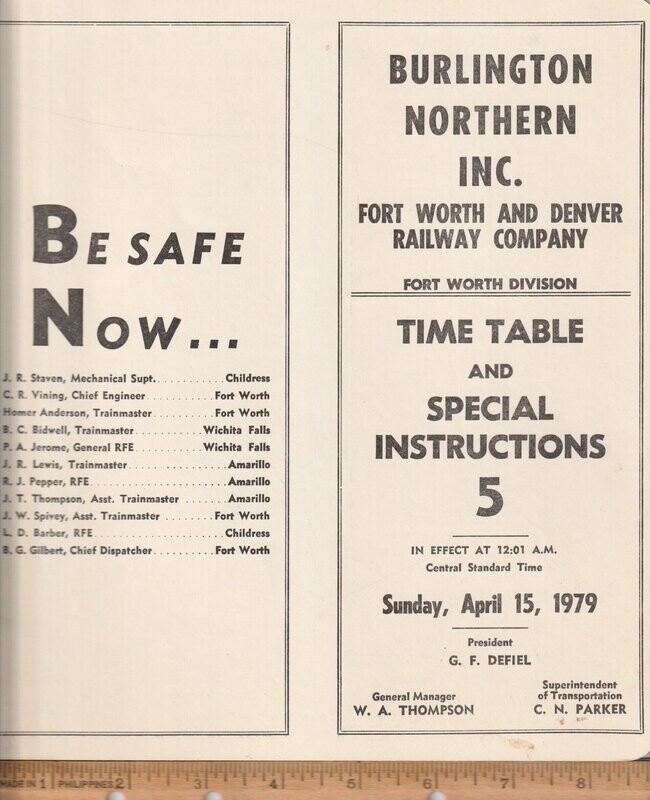 BE SAFE
NOW...
J. R. Staven, Mechanical Supt. . . . . . . . . . . . Childress
C. R. Vining, Chief Engineer . . . . . . . . . . . . Fort Worth
Homer Anderson, Trainmaster . . . . . . . . . . . Fort Worth
B. C. Bidwell, Trainmaster . . . . . . . . . . . . Wichita Falls
P. A. Jerome, General RFE . . . . . . . . . . . . Wichita Falls
J. R. Lewis, Trainmaster . . . . . . . . . . . . . . . . Amarillo
R. J. Pepper, RFE . . . . . . . . . . . . . . . . . . . . . . Amarillo
J. T. Thompson, Asst. Trainmaster . . . . . . . . Amarillo
J. W. Spivey, Asst. Trainmaster . . . . . . . . . Fort Worth
L. D. Barber, RFE . . . . . . . . . . . . . . . . . . . . . Childress
B. G. Gilbert, Chief Dispatcher . . . . . . . . . . Fort Worth
BURLINGTON
NORTHERN
INC.
FORT WORTH AND DENVER
RAILWAY COMPANY
FORT WORTH DIVISION
TIME TABLE
AND
SPECIAL
INSTRUCTIONS
5
IN EFFECT AT 12:01 A.M.
Central Standard Time
Sunday, April 15, 1979
President
G. F. DEFIEL
General Manager
W. A. THOMPSON
Superintendent
of Transportation
C. N. PARKER
MADE IN 1 PHILIPPINES 2 3 4 5 6 7 8